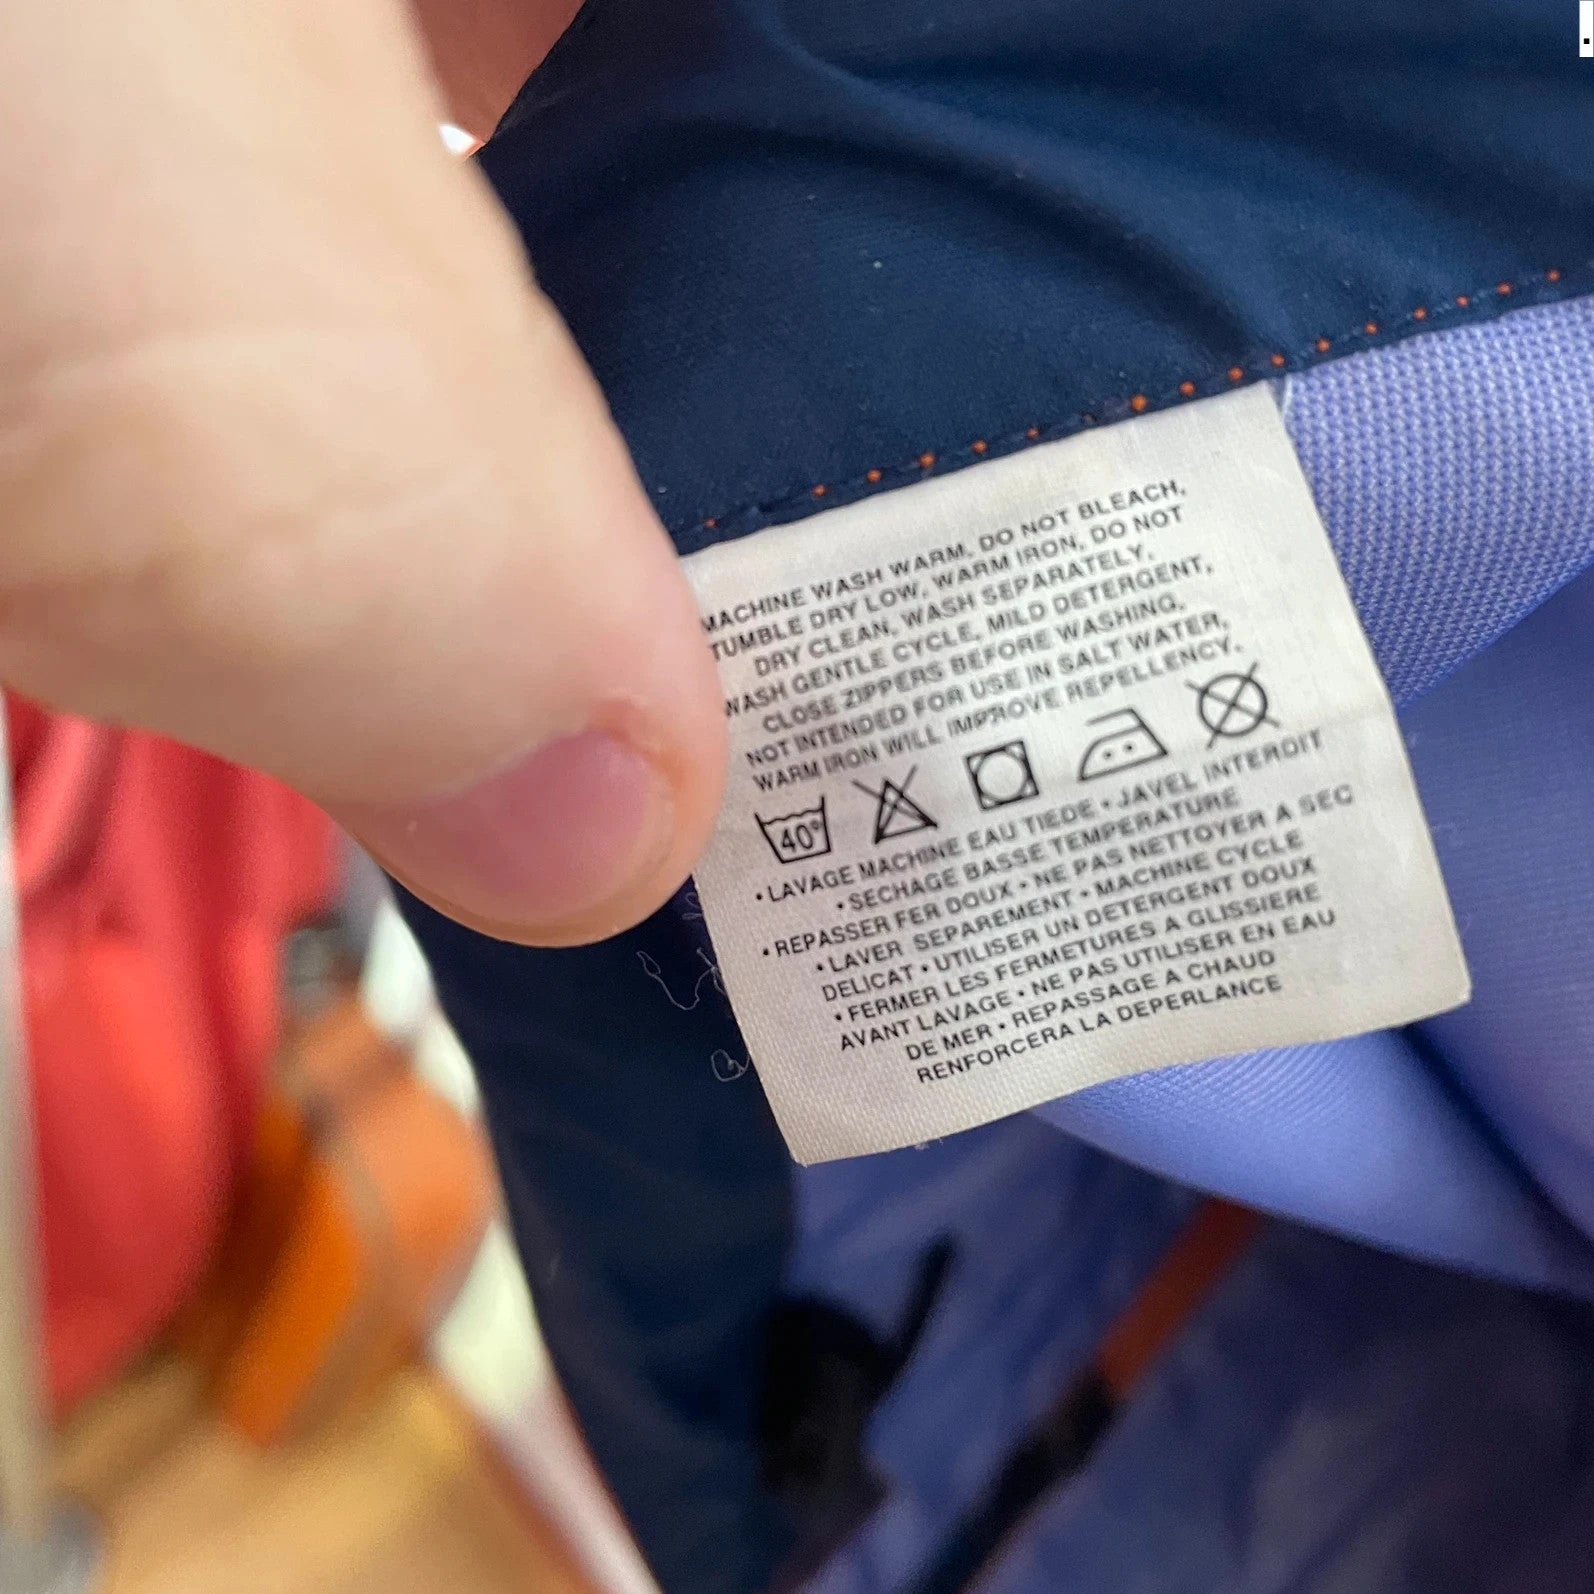 MACHINE WASH WARM, DO NOT BLEACH,
TUMBLE DRY LOW, WARM IRON, DO NOT
DRY CLEAN, WASH SEPARATELY,
WASH GENTLE CYCLE, MILD DETERGENT,
CLOSE ZIPPERS BEFORE WASHING,
NOT INTENDED FOR USE IN SALT WATER,
WARM IRON WILL IMPROVE REPELLENCY.
40°
• LAVAGE MACHINE EAU TIEDE • JAVEL INTERDIT
• SECHAGE BASSE TEMPERATURE
• REPASSER FER DOUX • NE PAS NETTOYER A SEC
• LAVER SEPAREMENT • MACHINE CYCLE
DELICAT • UTILISER UN DETERGENT DOUX
• FERMER LES FERMETURES A GLISSIERE
AVANT LAVAGE • NE PAS UTILISER EN EAU
DE MER • REPASSAGE A CHAUD
RENFORCERA LA DEPERLANCE